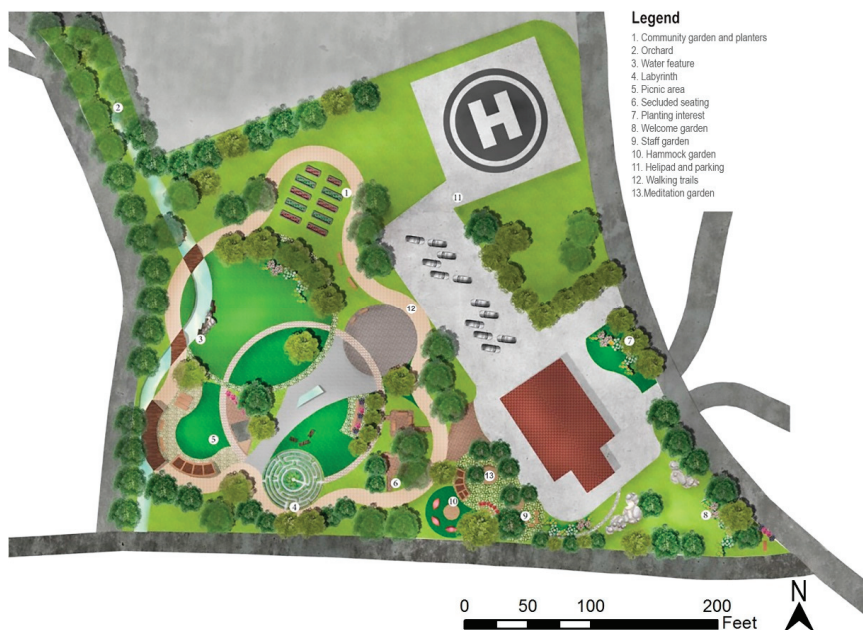 Legend
1. Community garden and planters
2. Orchard
3. Water feature
4. Labyrinth
5. Picnic area
6. Secluded seating
7. Planting interest
8. Welcome garden
9. Staff garden
10. Hammock garden
11. Helipad and parking
12. Walking trails
13.Meditation garden
H
2
1
11
12
3
7
5
13
6
10
4
9
8
N
0 50 100 200
Feet